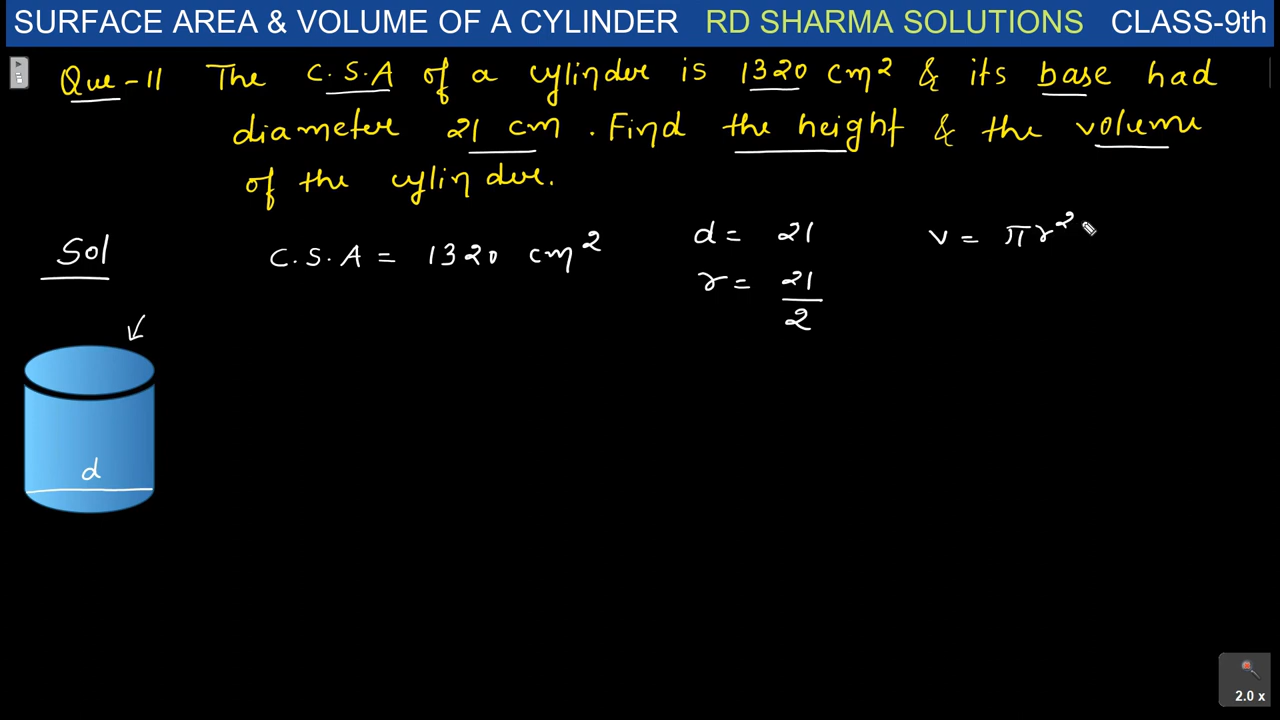 SURFACE AREA & VOLUME OF A CYLINDER RD SHARMA SOLUTIONS CLASS-9th
Que-11 The C.S.A of a cylinder is 1320 cm² & its base had
diameter 21 cm. Find the height & the volume
of the cylinder.
Sol
C.S.A = 1320 cm²
d = 21
r = 21/2
v = πr²
d
2.0 x